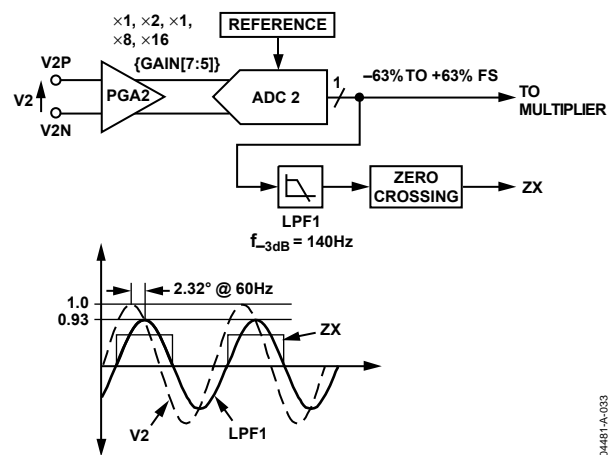 ×1, ×2, ×1,
×8, ×16
{GAIN[7:5]}
REFERENCE
V2P
V2
V2N
PGA2
ADC 2
1
–63% TO +63% FS
TO
MULTIPLIER
LPF1
f–3dB = 140Hz
ZERO
CROSSING
ZX
2.32° @ 60Hz
1.0
0.93
ZX
V2
LPF1
04481-A-033